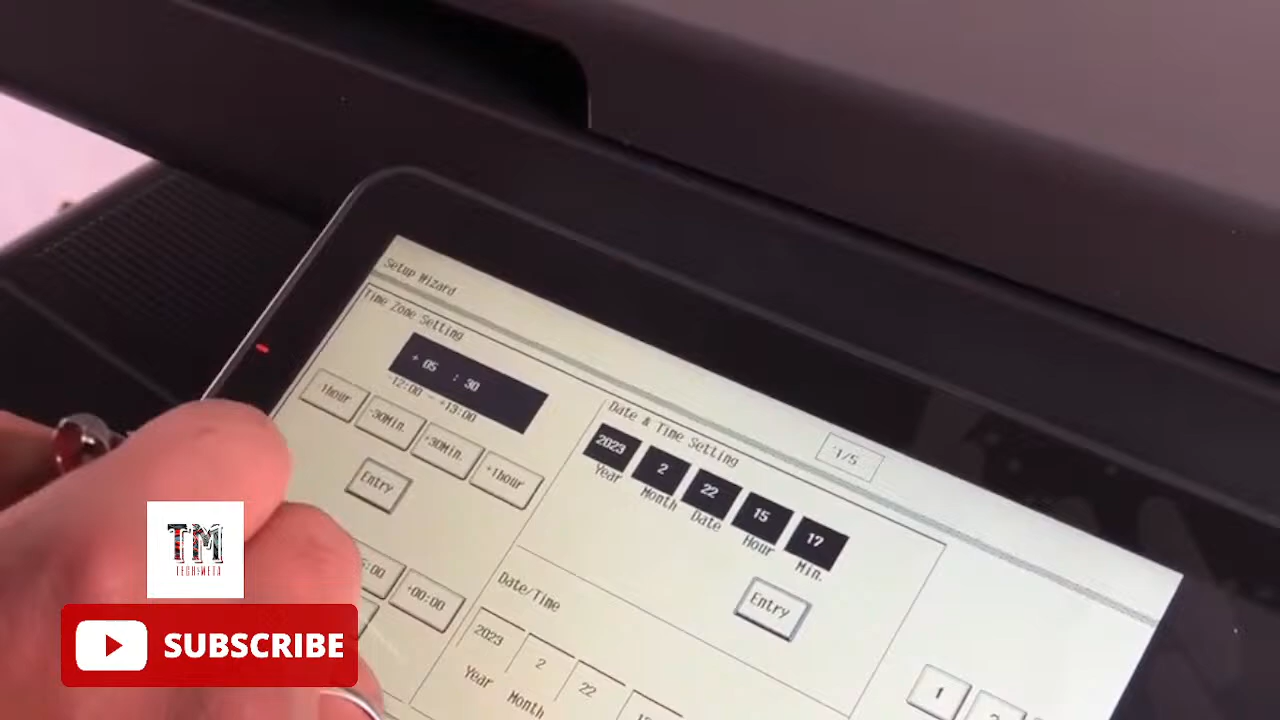 Setup Wizard
Time Zone Setting
+ 05 : 30
-12:00 ~ +13:00
1hour
-30Min.
+30Min.
+1hour
Entry
+00:00
Date & Time Setting
1/5
2023 2 22 15 17
Year Month Date Hour Min.
Entry
Date/Time
2023 2 22
Year Month
1
TM
TECH&META
SUBSCRIBE